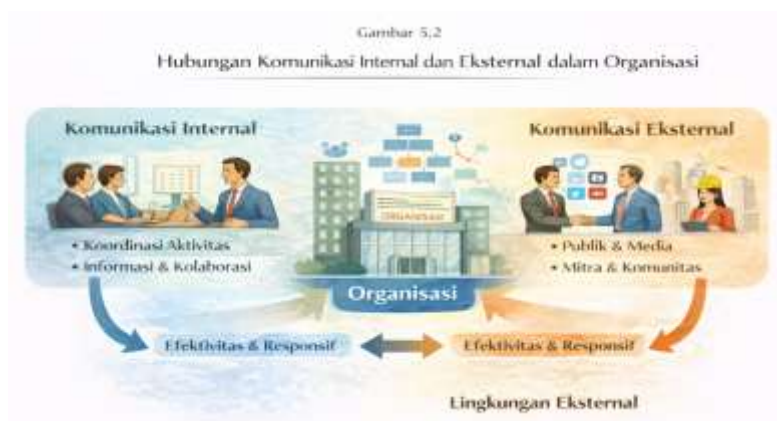 Gambar 5.2
Hubungan Komunikasi Internal dan Eksternal dalam Organisasi
Komunikasi Internal
Komunikasi Eksternal
ORGANISASI
• Koordinasi Aktivitas
• Informasi & Kolaborasi
• Publik & Media
• Mitra & Komunitas
Organisasi
Efektivitas & Responsif
Efektivitas & Responsif
Lingkungan Eksternal